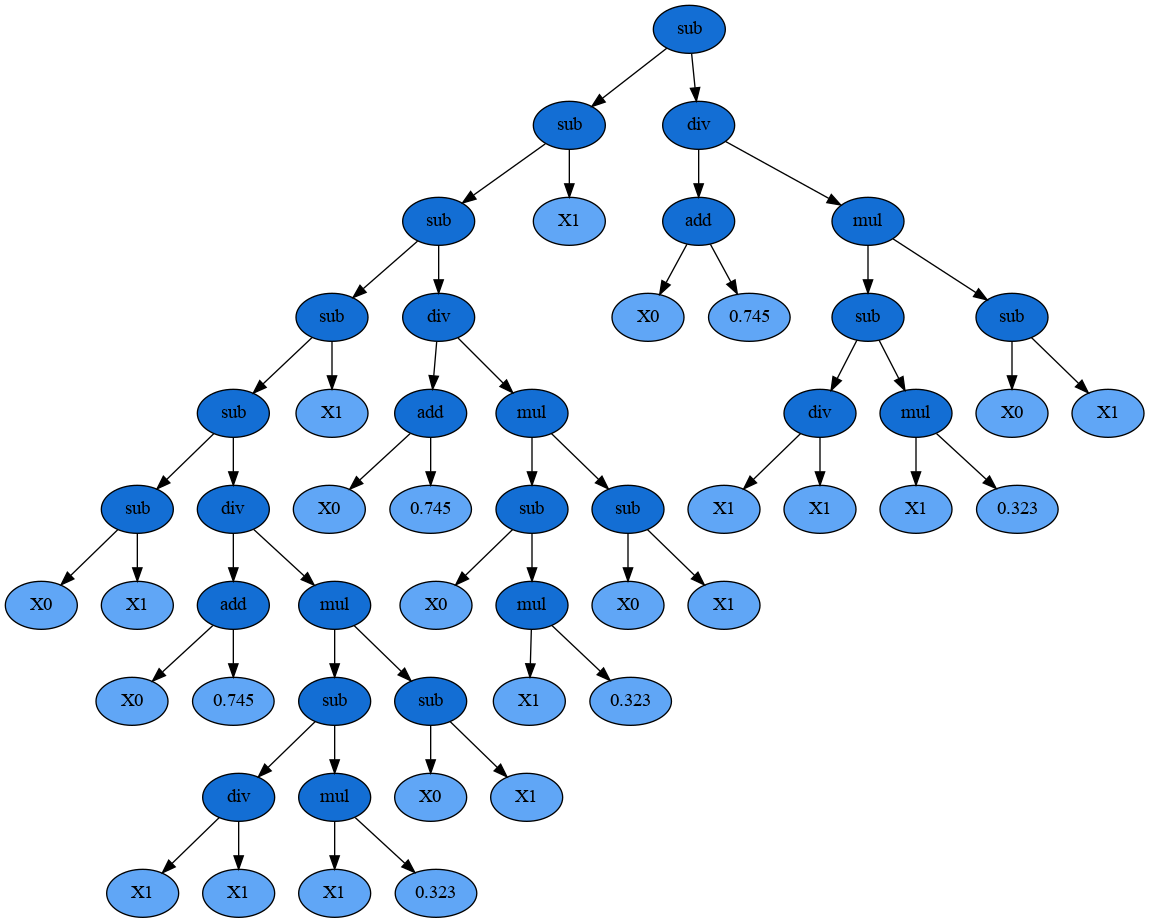 sub
sub div
sub X1 add mul
sub div X0 0.745 sub sub
sub X1 add mul div mul X0 X1
sub div X0 0.745 sub sub X1 X1 X1 0.323
X0 X1 add mul X0 mul X0 X1
X0 0.745 sub sub X1 0.323
div mul X0 X1
X1 X1 X1 0.323